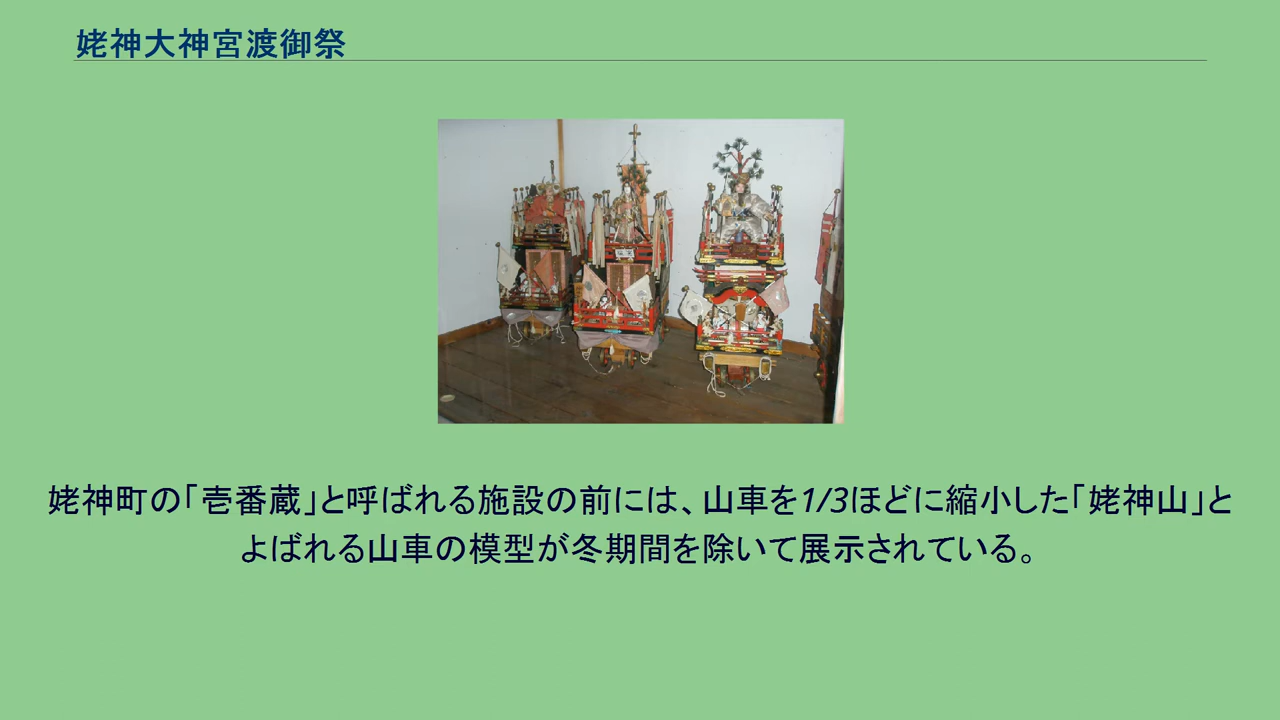 姥神大神宮渡御祭
姥神町の｢壱番蔵｣と呼ばれる施設の前には、山車を1/3ほどに縮小した｢姥神山｣と
よばれる山車の模型が冬期間を除いて展示されている。